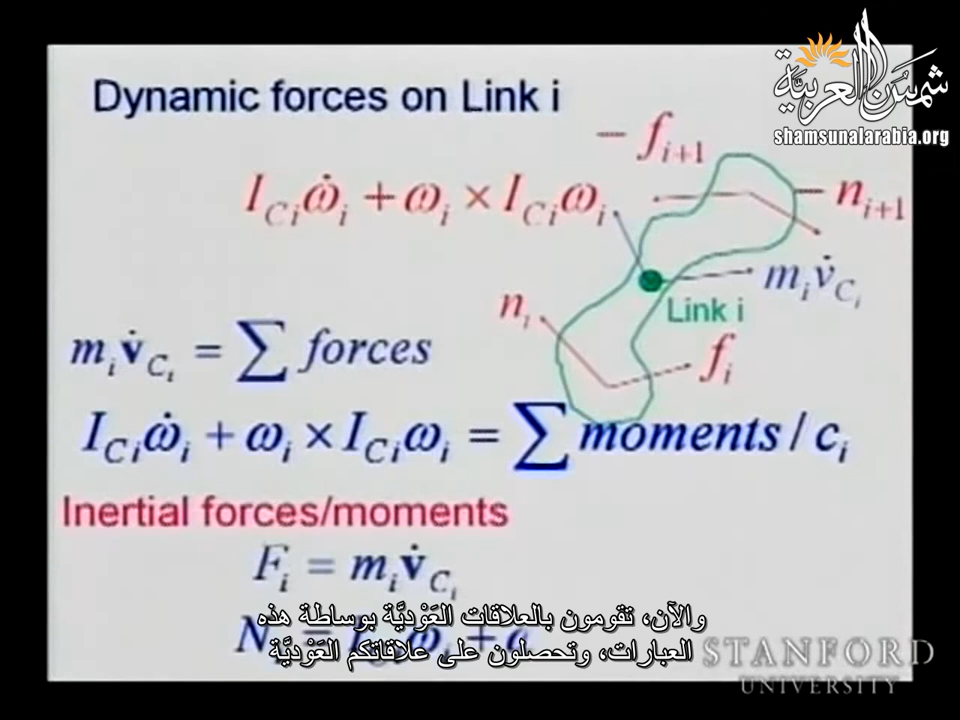 شمس العربية
shamsunalarabia.org
Dynamic forces on Link i
− f_{i+1}
I_{Ci}ω̇_i + ω_i × I_{Ci}ω_i
− n_{i+1}
m_i v̇_{C_i}
Link i
n_i
f_i
m_i v̇_{C_i} = ∑ forces
I_{Ci}ω̇_i + ω_i × I_{Ci}ω_i = ∑ moments / c_i
Inertial forces/moments
F_i = m_i v̇_{C_i}
والآن، تقومون بالعلاقات العَوْديَّة بوساطة هذه
العبارات، وتحصلون على علاقاتكم العَوْديَّة
STANFORD
UNIVERSITY